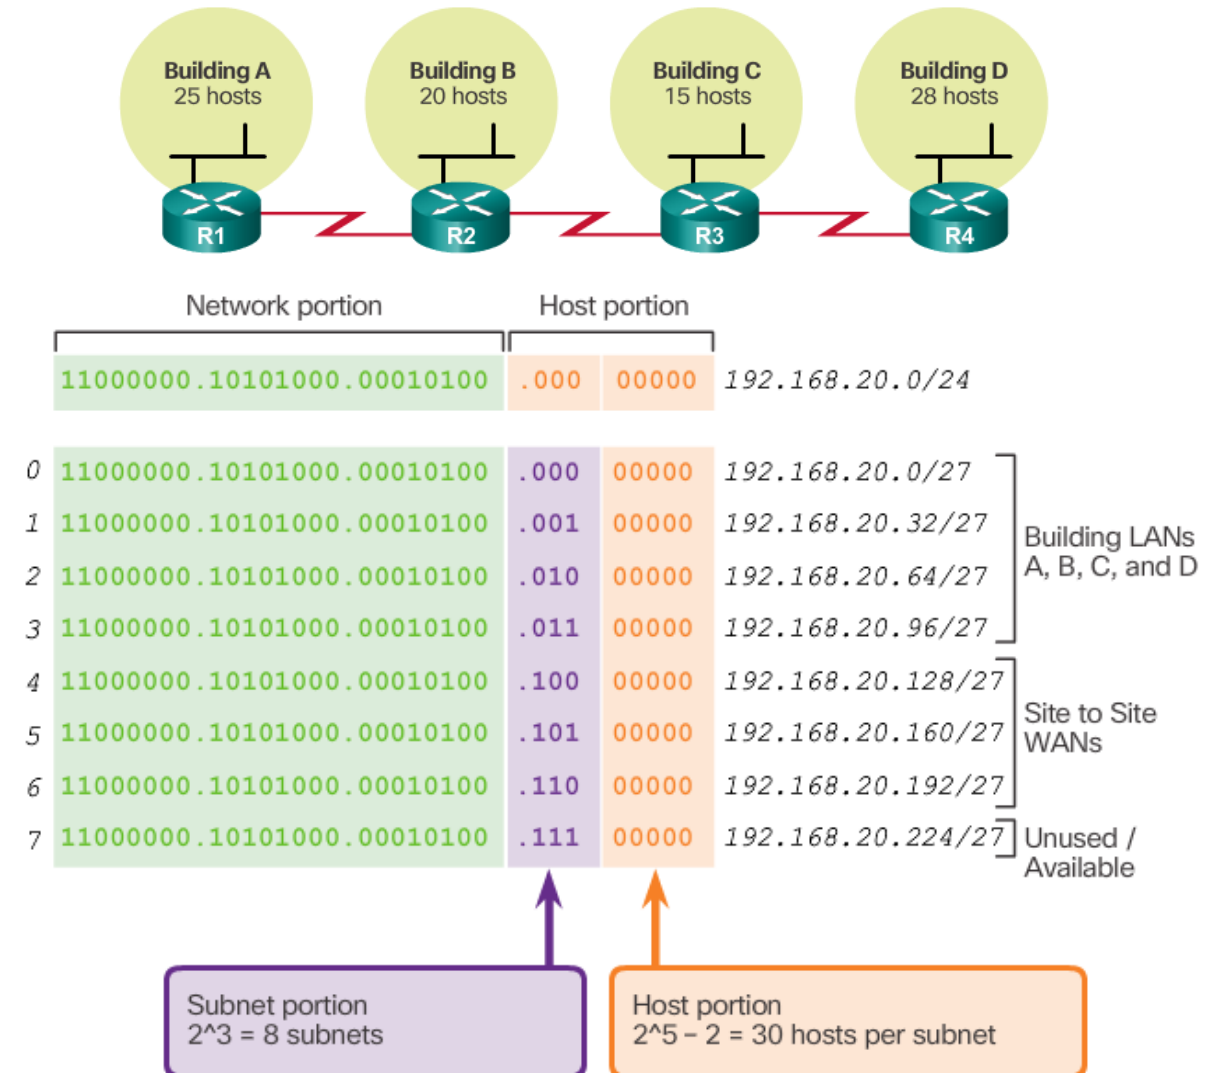 Building A
25 hosts
Building B
20 hosts
Building C
15 hosts
Building D
28 hosts
R1
R2
R3
R4
Network portion
Host portion
11000000.10101000.00010100 .000 00000 192.168.20.0/24
0 11000000.10101000.00010100 .000 00000 192.168.20.0/27
1 11000000.10101000.00010100 .001 00000 192.168.20.32/27
2 11000000.10101000.00010100 .010 00000 192.168.20.64/27
3 11000000.10101000.00010100 .011 00000 192.168.20.96/27
Building LANs
A, B, C, and D
4 11000000.10101000.00010100 .100 00000 192.168.20.128/27
5 11000000.10101000.00010100 .101 00000 192.168.20.160/27
6 11000000.10101000.00010100 .110 00000 192.168.20.192/27
Site to Site
WANs
7 11000000.10101000.00010100 .111 00000 192.168.20.224/27
Unused /
Available
Subnet portion
2^3 = 8 subnets
Host portion
2^5 – 2 = 30 hosts per subnet